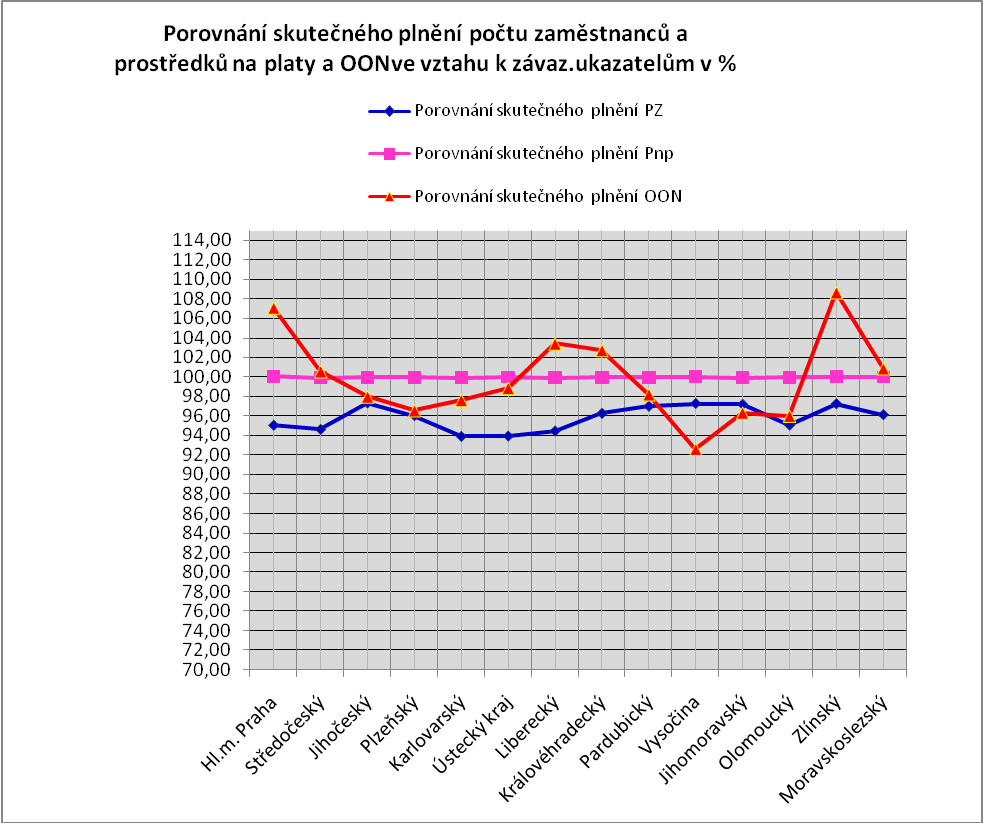 Porovnání skutečného plnění počtu zaměstnanců a
prostředků na platy a OONve vztahu k závaz.ukazatelům v %
Porovnání skutečného plnění PZ
Porovnání skutečného plnění Pnp
Porovnání skutečného plnění OON
114,00
112,00
110,00
108,00
106,00
104,00
102,00
100,00
98,00
96,00
94,00
92,00
90,00
88,00
86,00
84,00
82,00
80,00
78,00
76,00
74,00
72,00
70,00
Hl.m. Praha
Středočeský
Jihočeský
Plzeňský
Karlovarský
Ústecký kraj
Liberecký
Královéhradecký
Pardubický
Vysočina
Jihomoravský
Olomoucký
Zlínský
Moravskoslezský